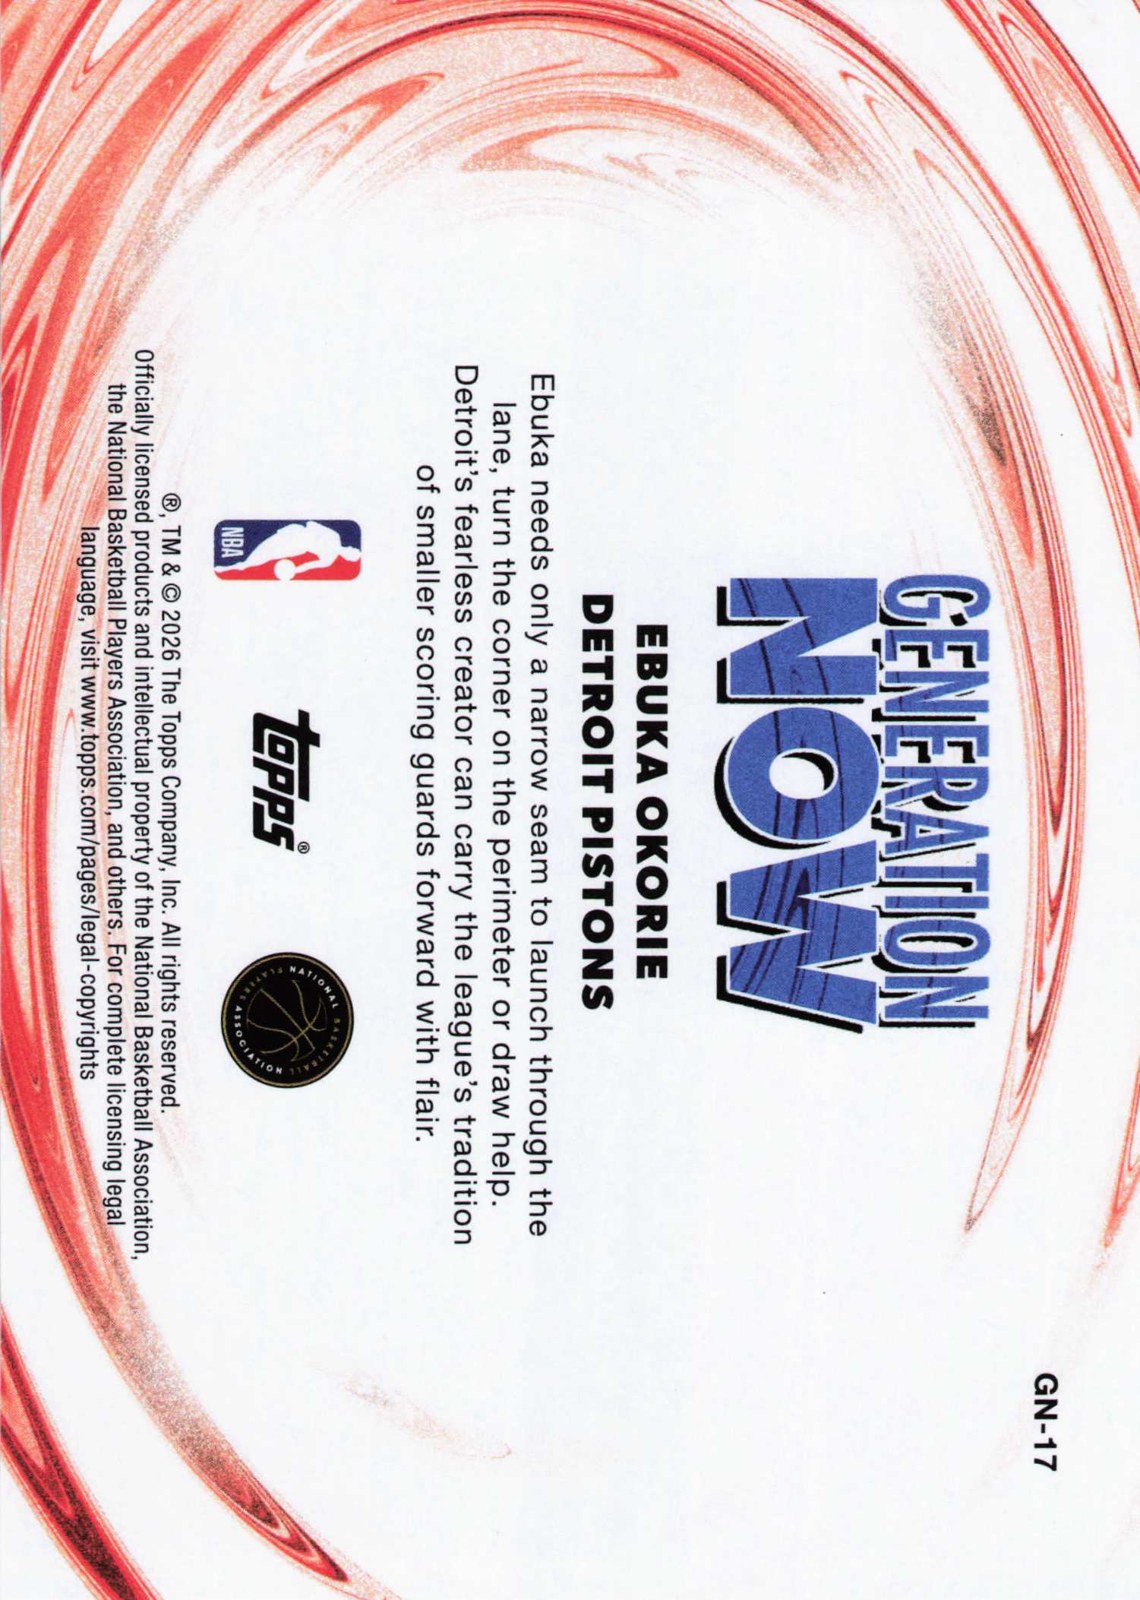 GN-17
GENERATION
NOW
EBUKA OKORIE
DETROIT PISTONS
Ebuka needs only a narrow seam to launch through the
lane, turn the corner on the perimeter or draw help.
Detroit's fearless creator can carry the league's tradition
of smaller scoring guards forward with flair.
NBA
topps®
NATIONAL BASKETBALL PLAYERS ASSOCIATION
®, TM & © 2026 The Topps Company, Inc. All rights reserved.
Officially licensed products and intellectual property of the National Basketball Association,
the National Basketball Players Association, and others. For complete licensing legal
language, visit www.topps.com/pages/legal-copyrights